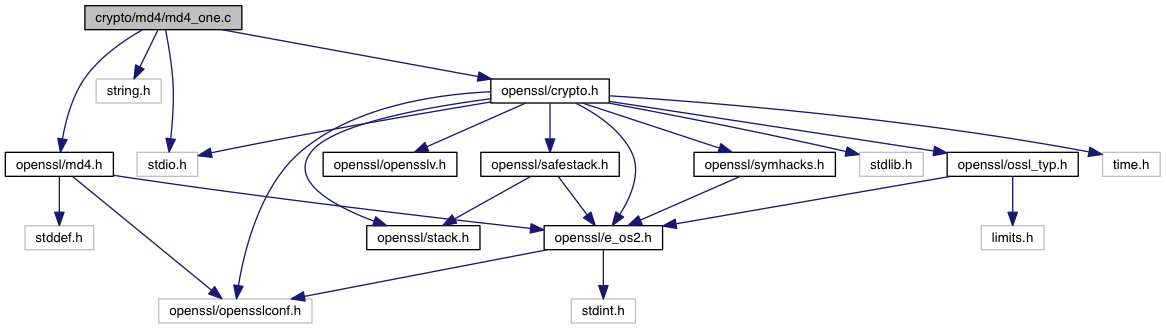 crypto/md4/md4_one.c
string.h
openssl/crypto.h
openssl/md4.h
stdio.h
openssl/opensslv.h
openssl/safestack.h
openssl/symhacks.h
stdlib.h
openssl/ossl_typ.h
time.h
stddef.h
openssl/stack.h
openssl/e_os2.h
limits.h
openssl/opensslconf.h
stdint.h